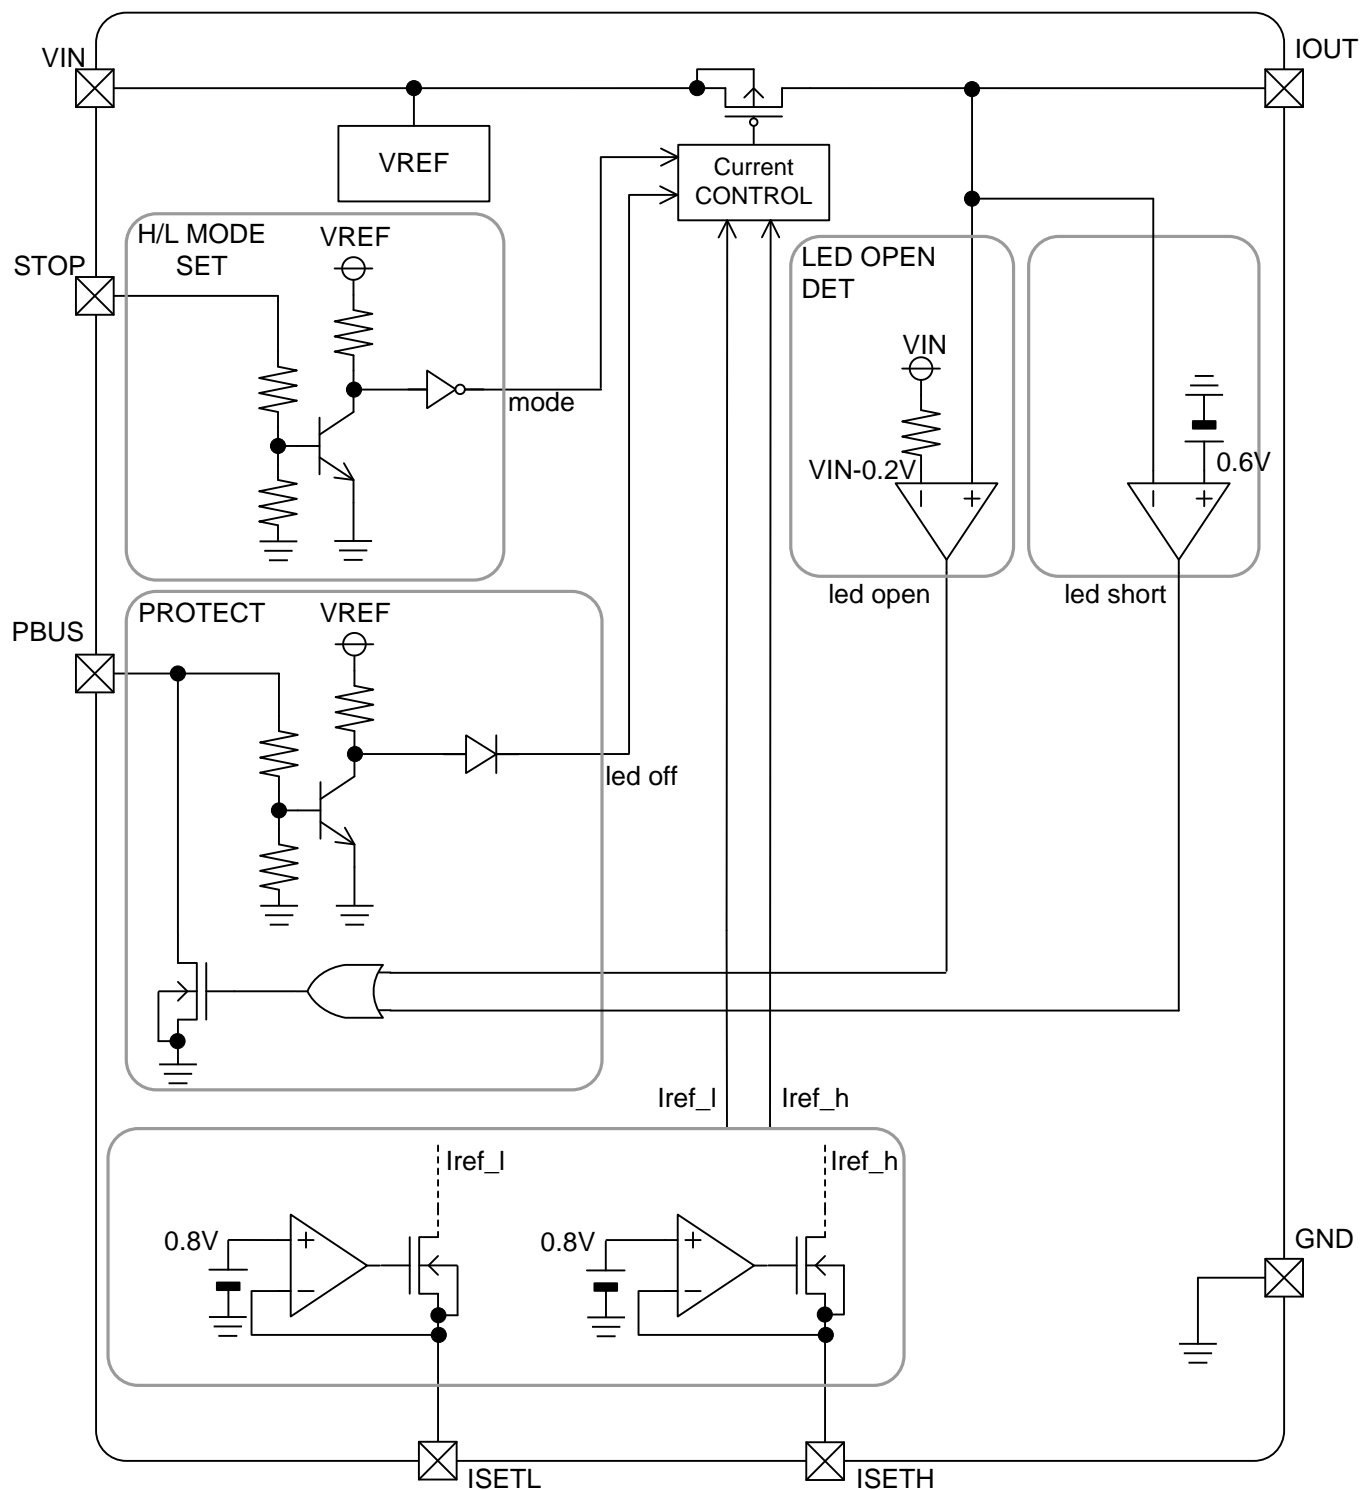 VIN
IOUT
VREF
Current
CONTROL
H/L MODE
SET
VREF
STOP
mode
LED OPEN
DET
VIN
VIN-0.2V
0.6V
led open
led short
PROTECT
VREF
PBUS
led off
Iref_l
Iref_h
Iref_l
Iref_h
0.8V
0.8V
GND
ISETL
ISETH